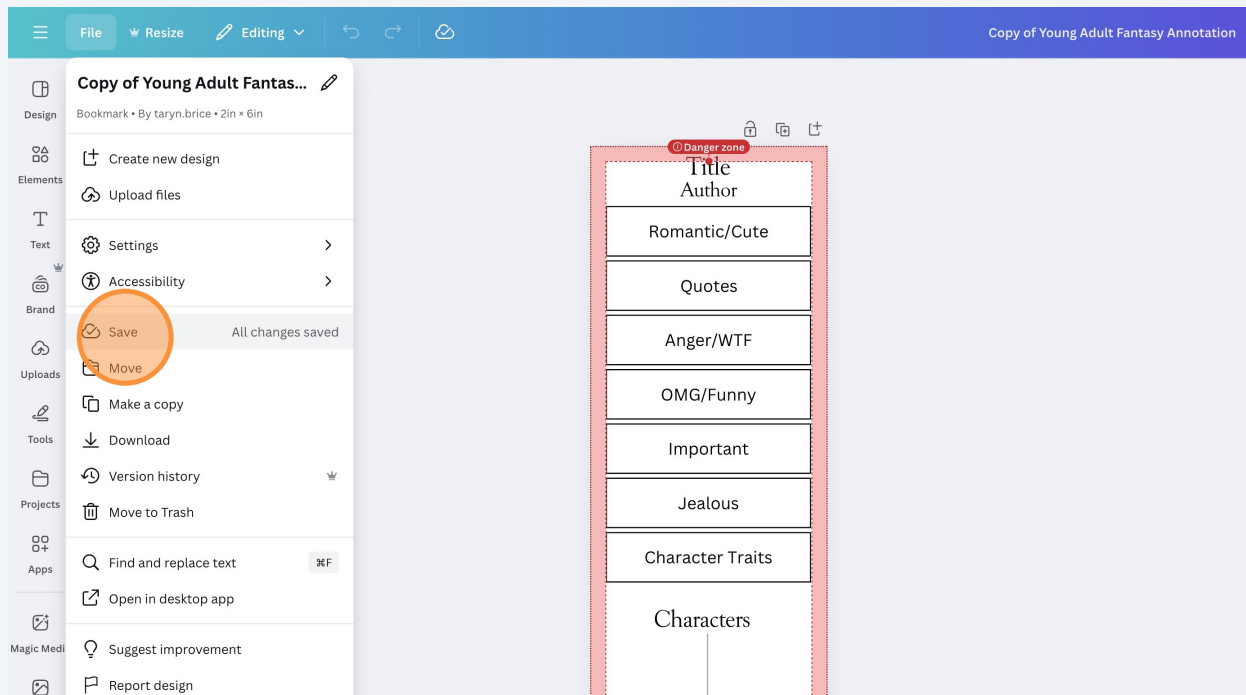 File Resize Editing Copy of Young Adult Fantasy Annotation
Design
Elements
Text
Brand
Uploads
Tools
Projects
Apps
Magic Medi
Copy of Young Adult Fantas...
Bookmark • By taryn.brice • 2in × 6in
Create new design
Upload files
Settings
Accessibility
Save All changes saved
Move
Make a copy
Download
Version history
Move to Trash
Find and replace text ⌘F
Open in desktop app
Suggest improvement
Report design
Danger zone
Title
Author
Romantic/Cute
Quotes
Anger/WTF
OMG/Funny
Important
Jealous
Character Traits
Characters